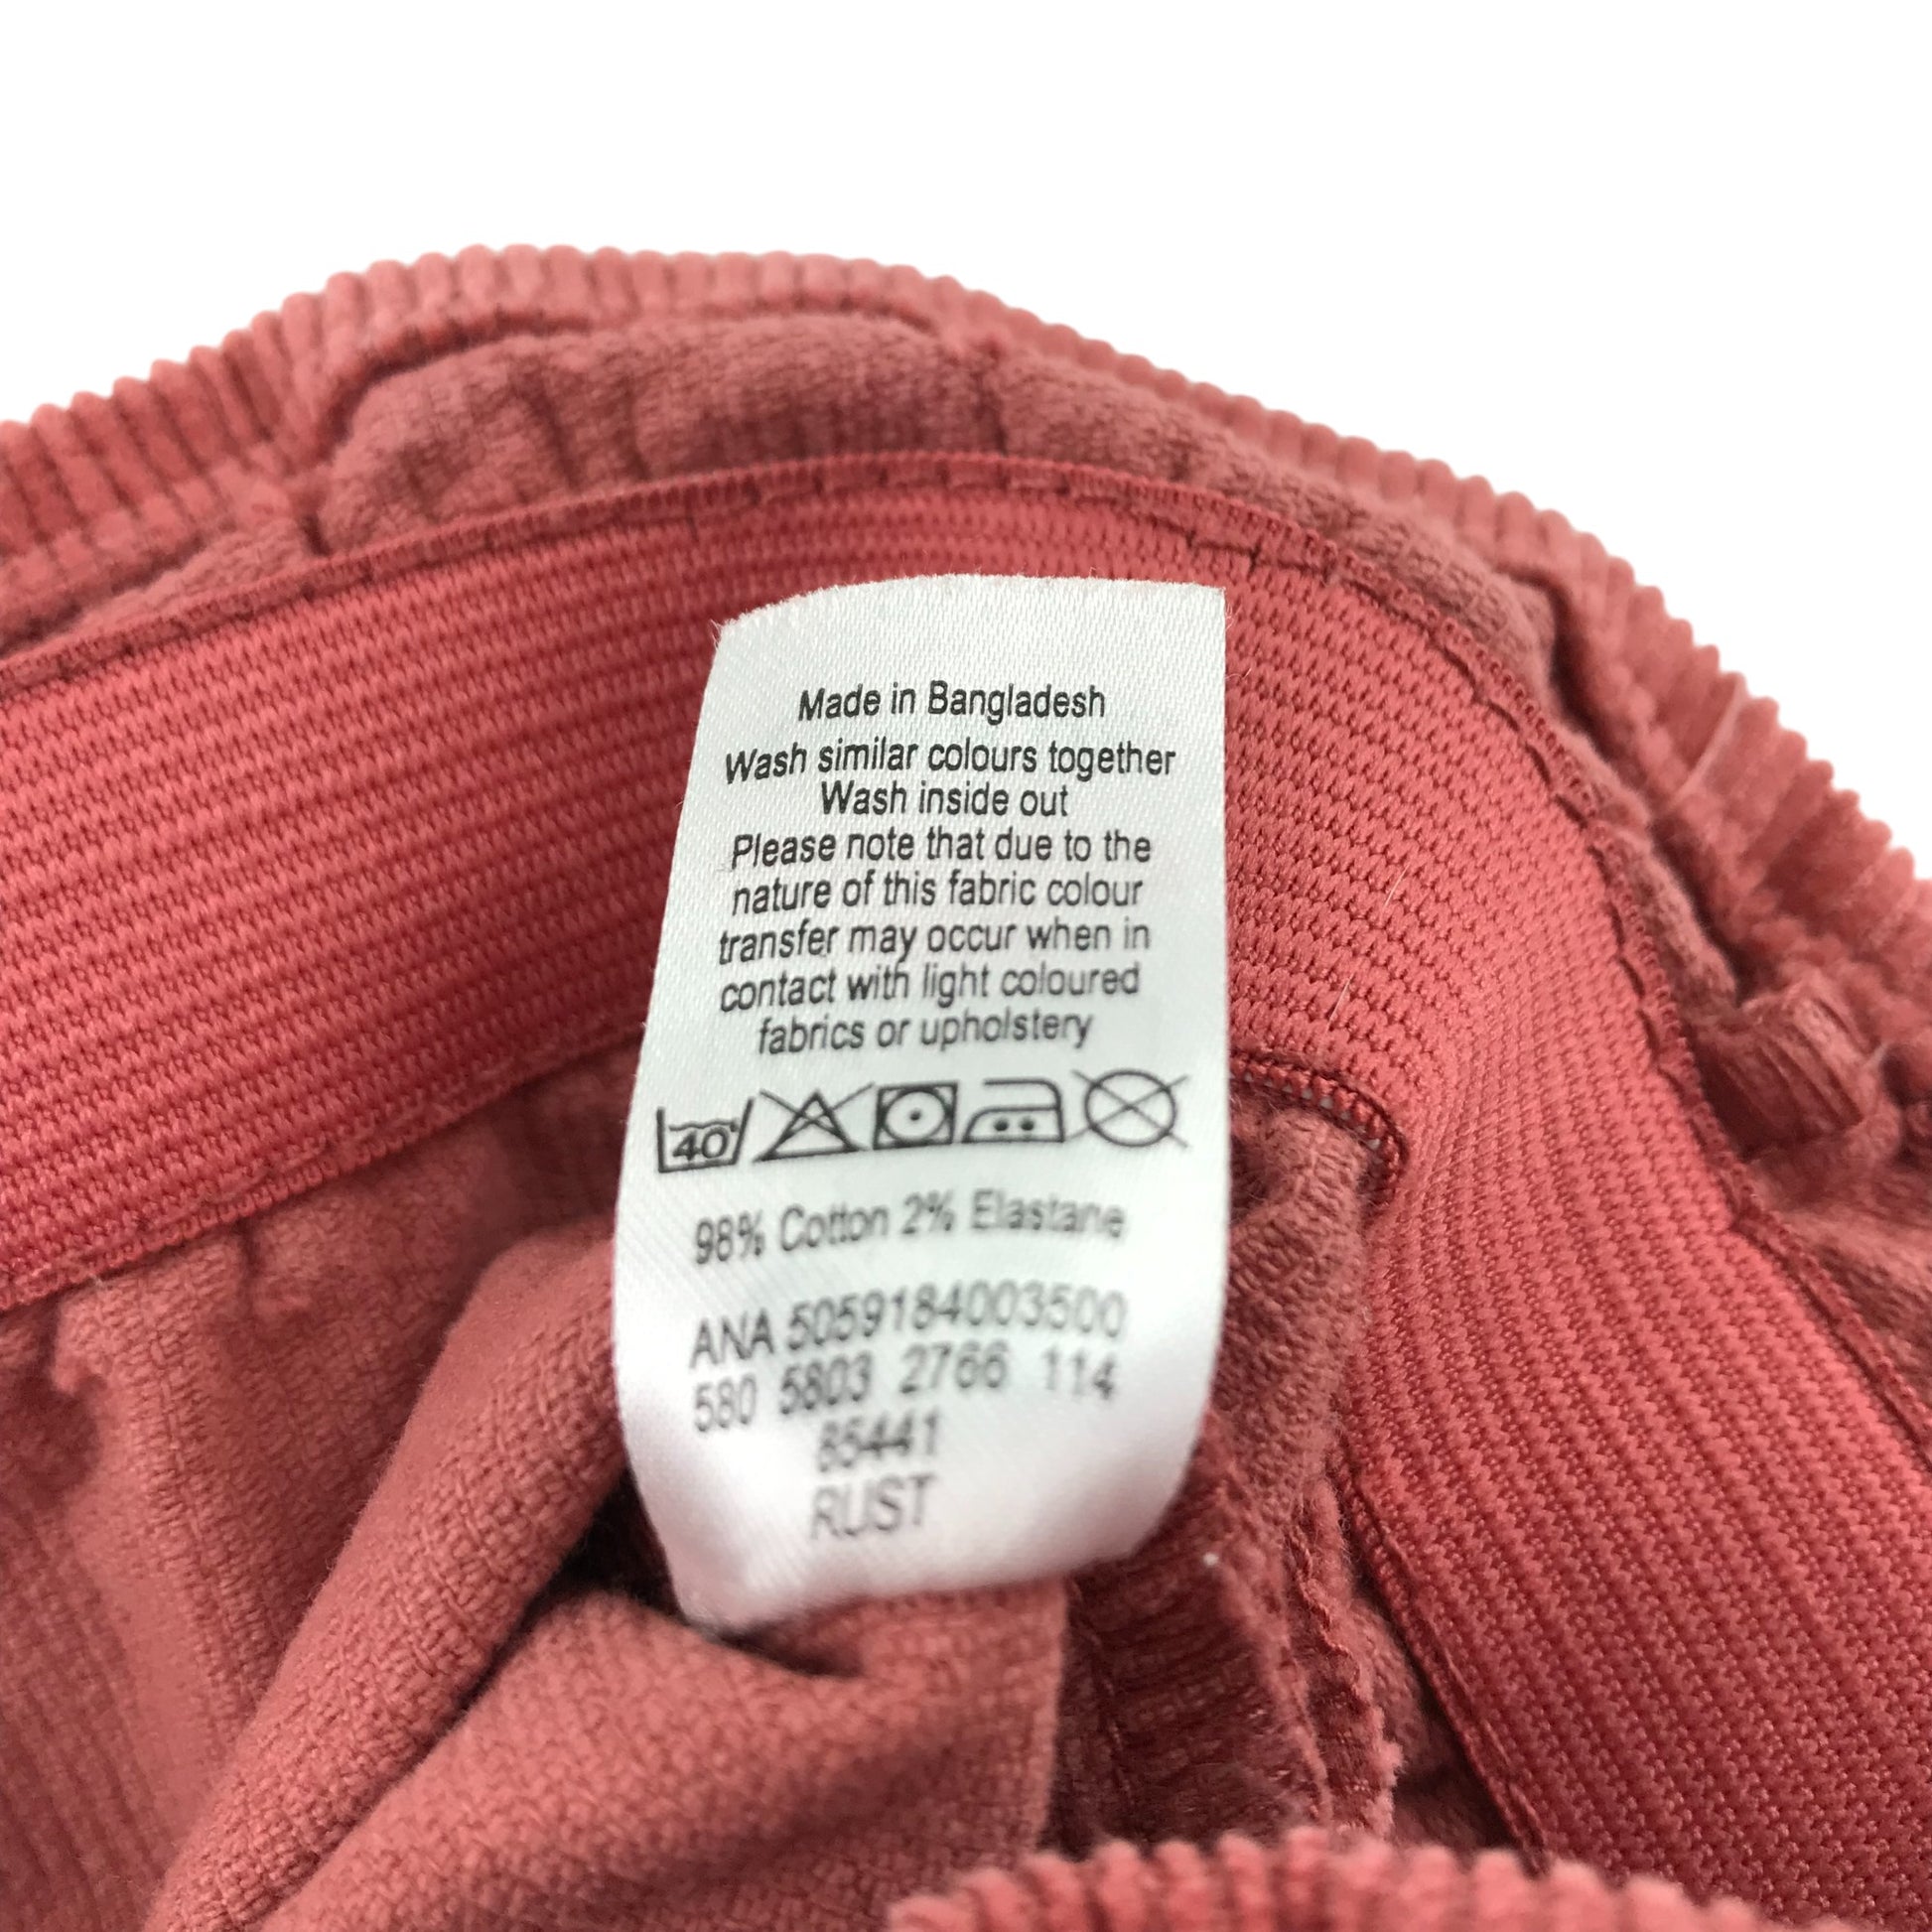 Made in Bangladesh
Wash similar colours together
Wash inside out
Please note that due to the
nature of this fabric colour
transfer may occur when in
contact with light coloured
fabrics or upholstery
40
98% Cotton 2% Elastane
ANA 5059184003500
580 5803 2766 114
85441
RUST